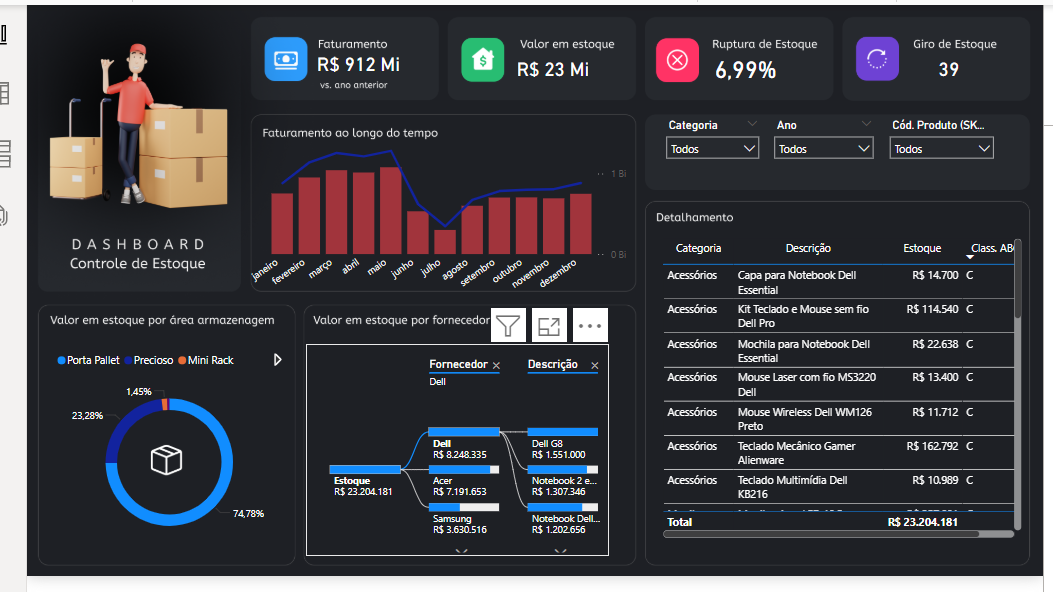 DASHBOARD
Controle de Estoque
Faturamento
R$ 912 Mi
vs. ano anterior
Valor em estoque
R$ 23 Mi
Ruptura de Estoque
6,99%
Giro de Estoque
39
Faturamento ao longo do tempo
1 Bi
0 Bi
janeiro
fevereiro
março
abril
maio
junho
julho
agosto
setembro
outubro
novembro
dezembro
Categoria
Todos
Ano
Todos
Cód. Produto (SK...
Todos
Detalhamento
Categoria Descrição Estoque Class. AB
Acessórios Capa para Notebook Dell R$ 14.700 C
Essential
Acessórios Kit Teclado e Mouse sem fio R$ 114.540 C
Dell Pro
Acessórios Mochila para Notebook Dell R$ 22.638 C
Essential
Acessórios Mouse Laser com fio MS3220 R$ 13.400 C
Dell
Acessórios Mouse Wireless Dell WM126 R$ 11.712 C
Preto
Acessórios Teclado Mecânico Gamer R$ 162.792 C
Alienware
Acessórios Teclado Multimídia Dell R$ 10.989 C
KB216
Total R$ 23.204.181
Valor em estoque por área armazenagem
Porta Pallet Precioso Mini Rack
1,45%
23,28%
74,78%
Valor em estoque por fornecedor
Fornecedor
Dell
Descrição
Estoque
R$ 23.204.181
Dell
R$ 8.248.335
Acer
R$ 7.191.653
Samsung
R$ 3.630.516
Dell G8
R$ 1.551.000
Notebook 2 e...
R$ 1.307.346
Notebook Dell...
R$ 1.202.656